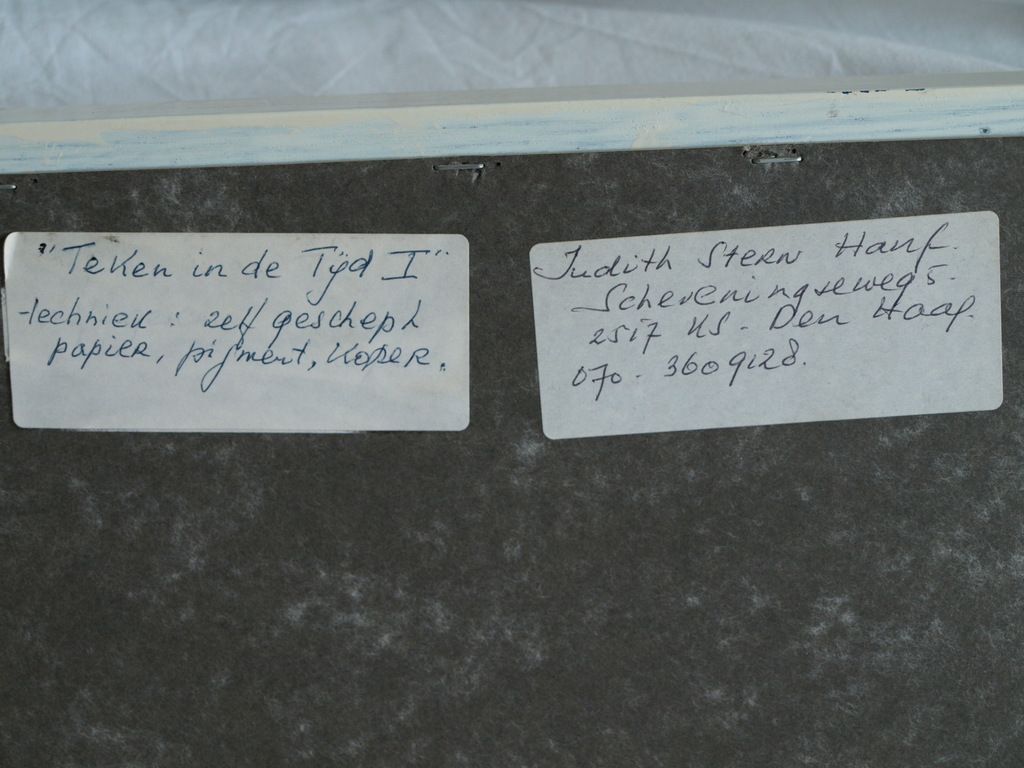 "Teken in de Tijd I"
techniek : zelf geschept
papier, pigment, koper.
Judith Stern Hanf.
Scheveningseweg 5.
2517 KS - Den Haag.
070 - 3609128.